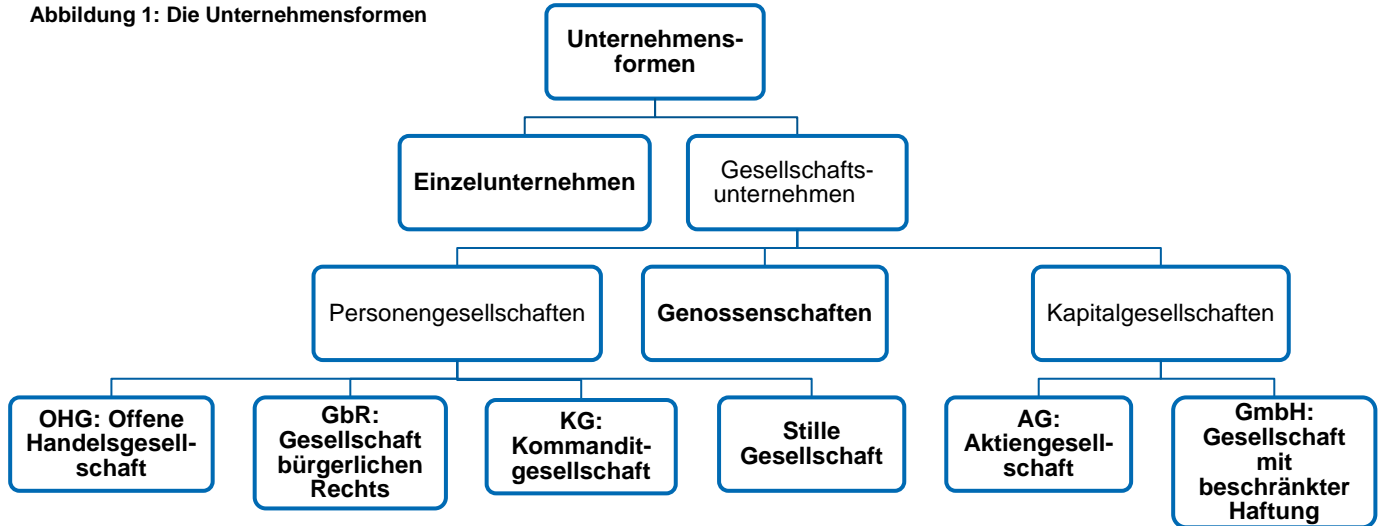 Abbildung 1: Die Unternehmensformen
Unternehmens-
formen
Einzelunternehmen
Gesellschafts-
unternehmen
Personengesellschaften
Genossenschaften
Kapitalgesellschaften
OHG: Offene
Handelsgesell-
schaft
GbR:
Gesellschaft
bürgerlichen
Rechts
KG:
Kommandit-
gesellschaft
Stille
Gesellschaft
AG:
Aktiengesell-
schaft
GmbH:
Gesellschaft
mit
beschränkter
Haftung